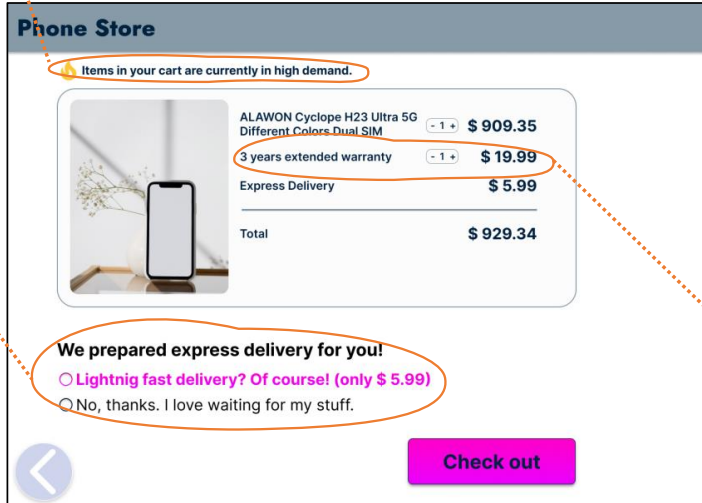 Phone Store
Items in your cart are currently in high demand.
ALAWON Cyclope H23 Ultra 5G
Different Colors Dual SIM
- 1 +
$ 909.35
3 years extended warranty
- 1 +
$ 19.99
Express Delivery
$ 5.99
Total
$ 929.34
We prepared express delivery for you!
Lightnig fast delivery? Of course! (only $ 5.99)
No, thanks. I love waiting for my stuff.
Check out